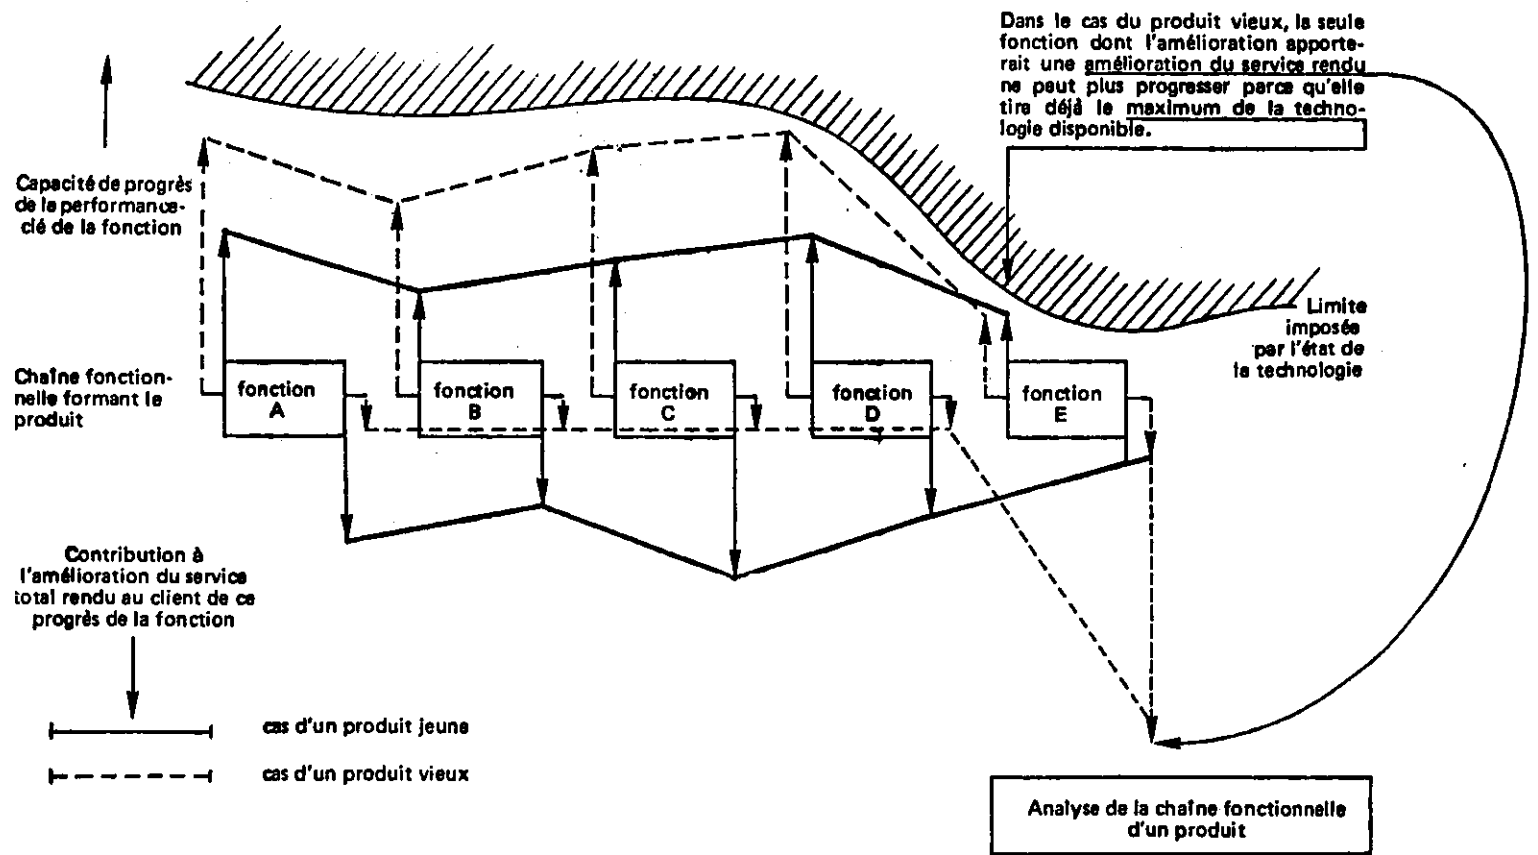 Dans le cas du produit vieux, la seule
fonction dont l'amélioration apporte-
rait une amélioration du service rendu
ne peut plus progresser parce qu'elle
tire déjà le maximum de la techno-
logie disponible.
Capacité de progrès
de la performance-
clé de la fonction
Limite
imposée
par l'état de
la technologie
Chaîne fonction-
nelle formant le
produit
fonction
A
fonction
B
fonction
C
fonction
D
fonction
E
Contribution à
l'amélioration du service
total rendu au client de ce
progrès de la fonction
cas d'un produit jeune
cas d'un produit vieux
Analyse de la chaîne fonctionnelle
d'un produit